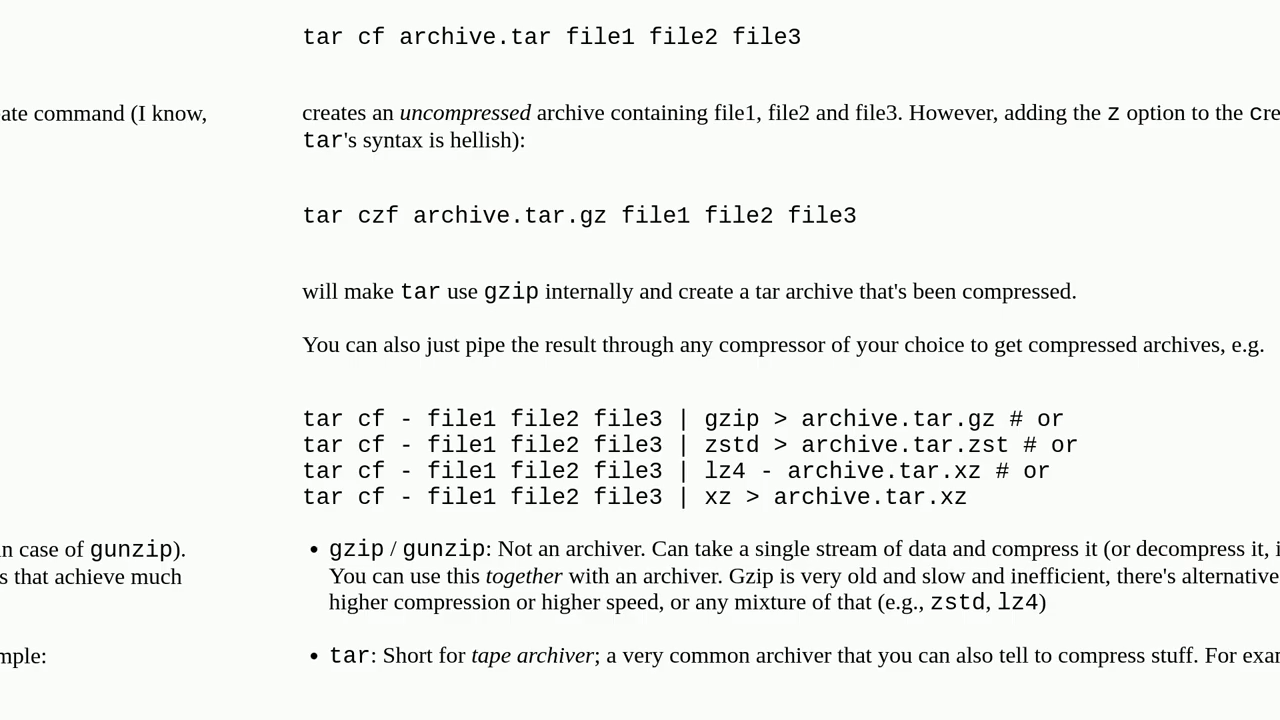 tar cf archive.tar file1 file2 file3
ate command (I know,
creates an uncompressed archive containing file1, file2 and file3. However, adding the z option to the cre
tar's syntax is hellish):
tar czf archive.tar.gz file1 file2 file3
will make tar use gzip internally and create a tar archive that's been compressed.
You can also just pipe the result through any compressor of your choice to get compressed archives, e.g.
tar cf - file1 file2 file3 | gzip > archive.tar.gz # or
tar cf - file1 file2 file3 | zstd > archive.tar.zst # or
tar cf - file1 file2 file3 | lz4 - archive.tar.xz # or
tar cf - file1 file2 file3 | xz > archive.tar.xz
n case of gunzip).
s that achieve much
• gzip / gunzip: Not an archiver. Can take a single stream of data and compress it (or decompress it, i
You can use this together with an archiver. Gzip is very old and slow and inefficient, there's alternative
higher compression or higher speed, or any mixture of that (e.g., zstd, lz4)
mple:
• tar: Short for tape archiver; a very common archiver that you can also tell to compress stuff. For exam